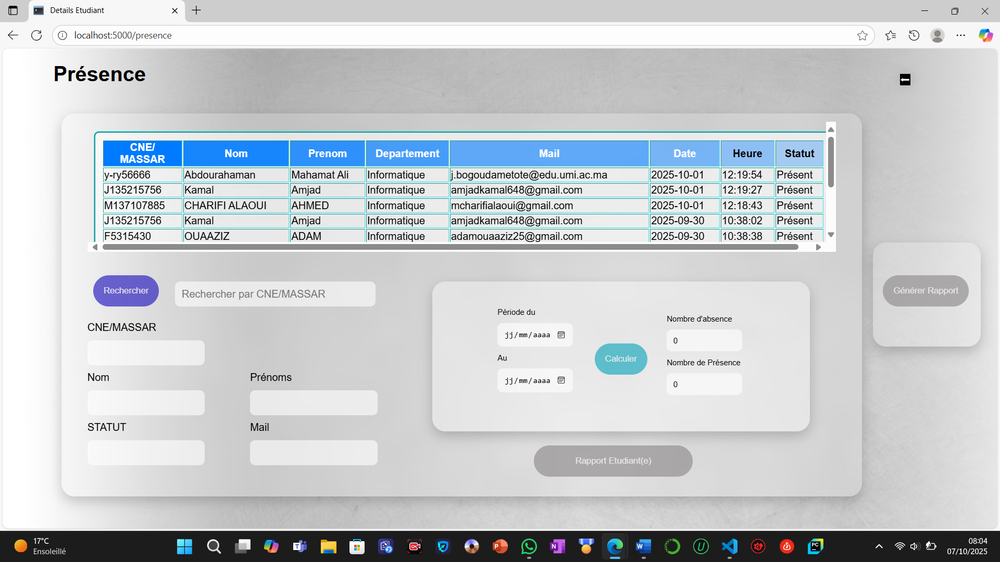 Details Etudiant
localhost:5000/presence
Présence
CNE/
MASSAR Nom Prenom Departement Mail Date Heure Statut
y-ry56666 Abdourahaman Mahamat Ali Informatique j.bogoudametote@edu.umi.ac.ma 2025-10-01 12:19:54 Présent
J135215756 Kamal Amjad Informatique amjadkamal648@gmail.com 2025-10-01 12:19:27 Présent
M137107885 CHARIFI ALAOUI AHMED Informatique mcharifialaoui@gmail.com 2025-10-01 12:18:43 Présent
J135215756 Kamal Amjad Informatique amjadkamal648@gmail.com 2025-09-30 10:38:02 Présent
F5315430 OUAAZIZ ADAM Informatique adamouaaziz25@gmail.com 2025-09-30 10:38:38 Présent
Rechercher Rechercher par CNE/MASSAR
CNE/MASSAR
Nom Prénoms
STATUT Mail
Période du
jj/mm/aaaa
Au
jj/mm/aaaa
Calculer
Nombre d'absence
0
Nombre de Présence
0
Rapport Etudiant(e)
Générer Rapport
17°C
Ensoleillé
08:04
07/10/2025